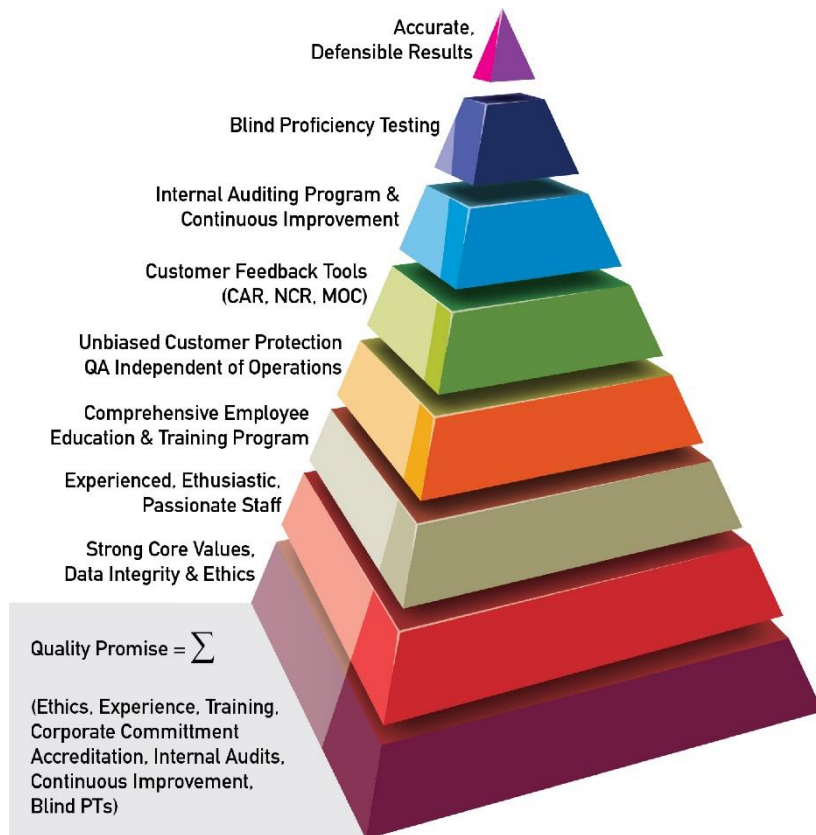 Accurate,
Defensible Results
Blind Proficiency Testing
Internal Auditing Program &
Continuous Improvement
Customer Feedback Tools
(CAR, NCR, MOC)
Unbiased Customer Protection
QA Independent of Operations
Comprehensive Employee
Education & Training Program
Experienced, Ethusiastic,
Passionate Staff
Strong Core Values,
Data Integrity & Ethics
Quality Promise = ∑
(Ethics, Experience, Training,
Corporate Committment
Accreditation, Internal Audits,
Continuous Improvement,
Blind PTs)